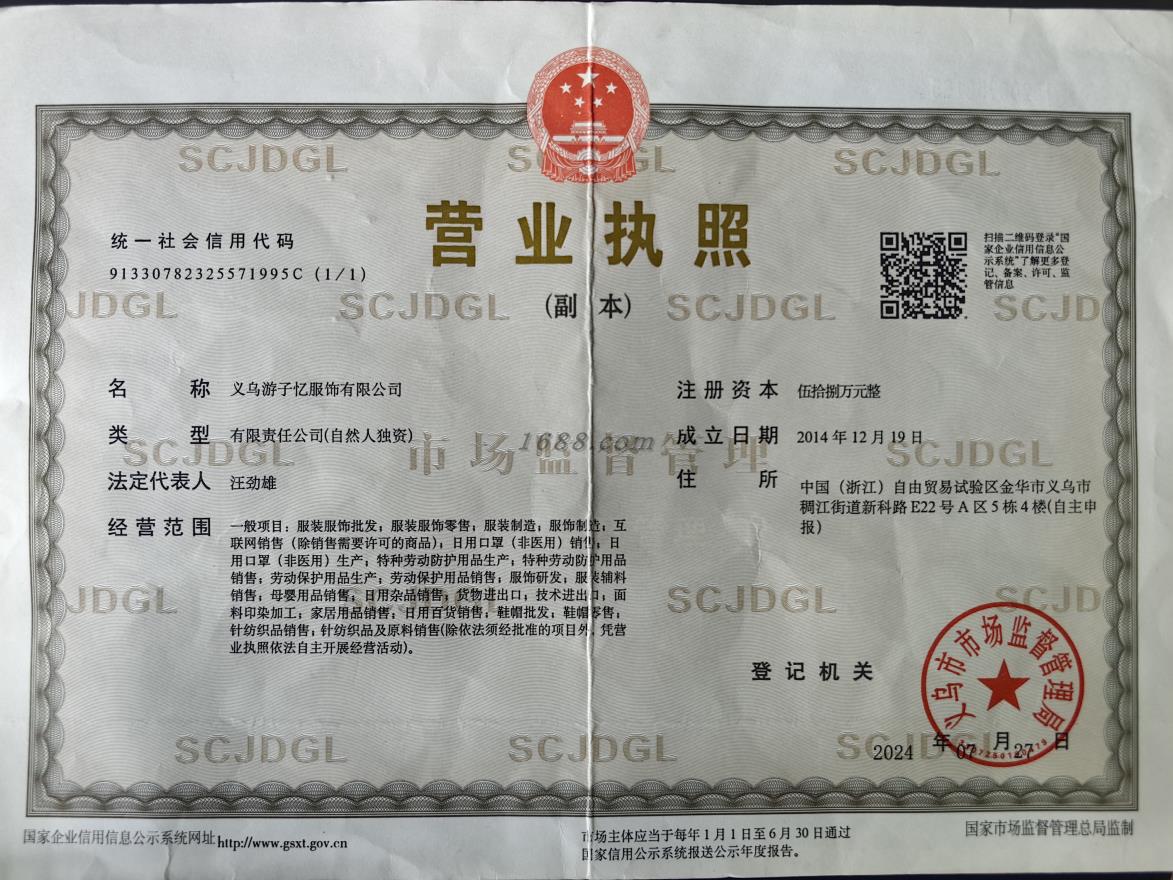 SCJDGL SCJDGL SCJDGL
营业执照
统一社会信用代码
91330782325571995C (1/1)
(副 本)
扫描二维码登录“国
家企业信用信息公
示系统”了解更多登
记、备案、许可、监
管信息
JDGL SCJDGL SCJDGL SCJD
名称 义乌游子忆服饰有限公司
类型 有限责任公司(自然人独资)
法定代表人 汪劲雄
经营范围 一般项目：服装服饰批发；服装服饰零售；服装制造；服饰制造；互
联网销售（除销售需要许可的商品）；日用口罩（非医用）销售；日
用口罩（非医用）生产；特种劳动防护用品生产；特种劳动防护用品
销售；劳动保护用品生产；劳动保护用品销售；服饰研发；服装辅料
销售；母婴用品销售；日用杂品销售；货物进出口；技术进出口；面
料印染加工；家居用品销售；日用百货销售；鞋帽批发；鞋帽零售；
针纺织品销售；针纺织品及原料销售(除依法须经批准的项目外，凭营
业执照依法自主开展经营活动)。
注册资本 伍拾捌万元整
成立日期 2014年12月19日
住所 中国（浙江）自由贸易试验区金华市义乌市
稠江街道新科路E22号A区5栋4楼(自主申
报）
SCJDGL 市场监督管理 SCJDGL
1688.com
JDGL SCJDGL SCJDGL SCJD
登记机关
义乌市市场监督管理局
2024 年 07 月 27 日
SCJDGL SCJDGL SCJDGL
国家企业信用信息公示系统网址http://www.gsxt.gov.cn
市场主体应当于每年1月1日至6月30日通过
国家信用公示系统报送公示年度报告。
国家市场监督管理总局监制